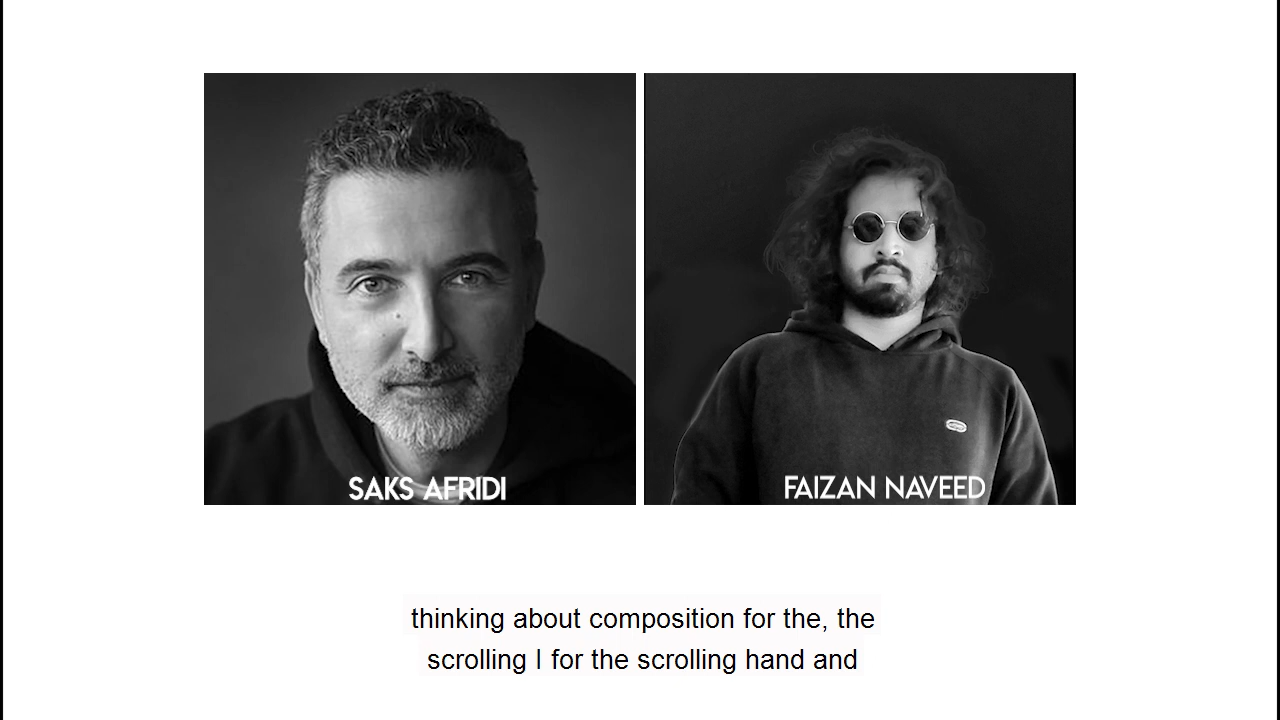 SAKS AFRIDI
FAIZAN NAVEED
thinking about composition for the, the
scrolling I for the scrolling hand and